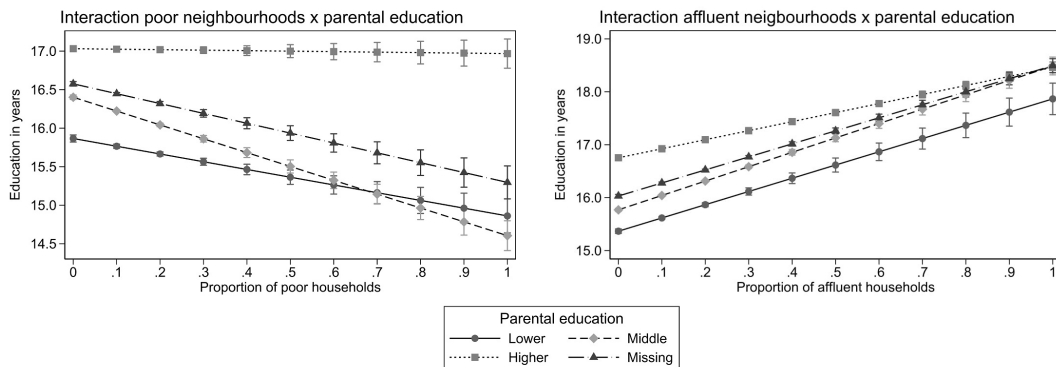 Interaction poor neighbourhoods x parental education
17.0
16.5
16.0
15.5
15.0
14.5
Education in years
0 .1 .2 .3 .4 .5 .6 .7 .8 .9 1
Proportion of poor households
Interaction affluent neigbourhoods x parental education
19.0
18.0
17.0
16.0
15.0
Education in years
0 .1 .2 .3 .4 .5 .6 .7 .8 .9 1
Proportion of affluent households
Parental education
Lower Middle
Higher Missing